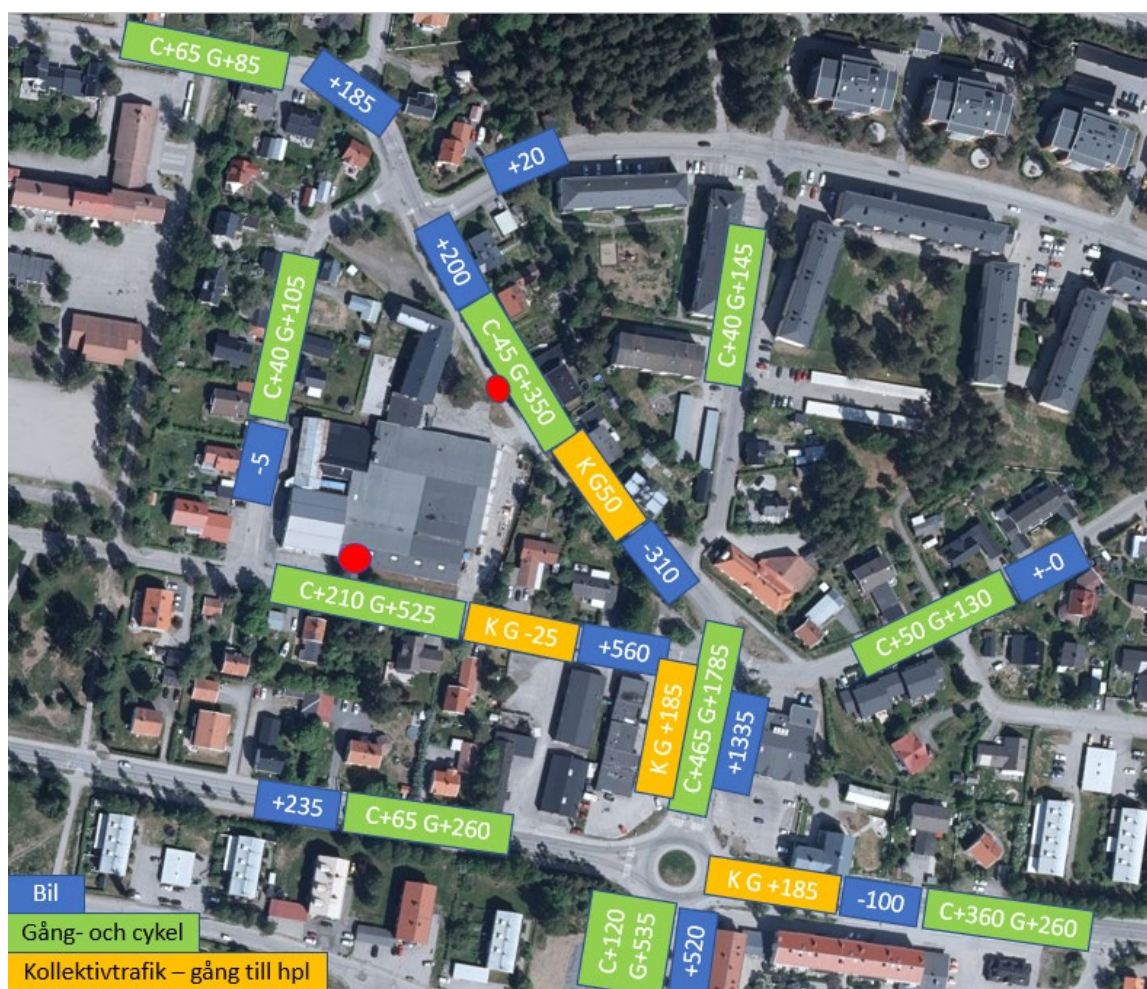 C+65 G+85
+185
+20
+200
C+40 G+105
C-45 G+350
C+40 G+145
-5
K G50
-310
C+210 G+525
K G -25
+560
K G +185
C+465 G+1785
+1335
C+50 G+130
+-0
+235
C+65 G+260
K G +185
-100
C+360 G+260
C+120
G+535
+520
Bil
Gång- och cykel
Kollektivtrafik – gång till hpl